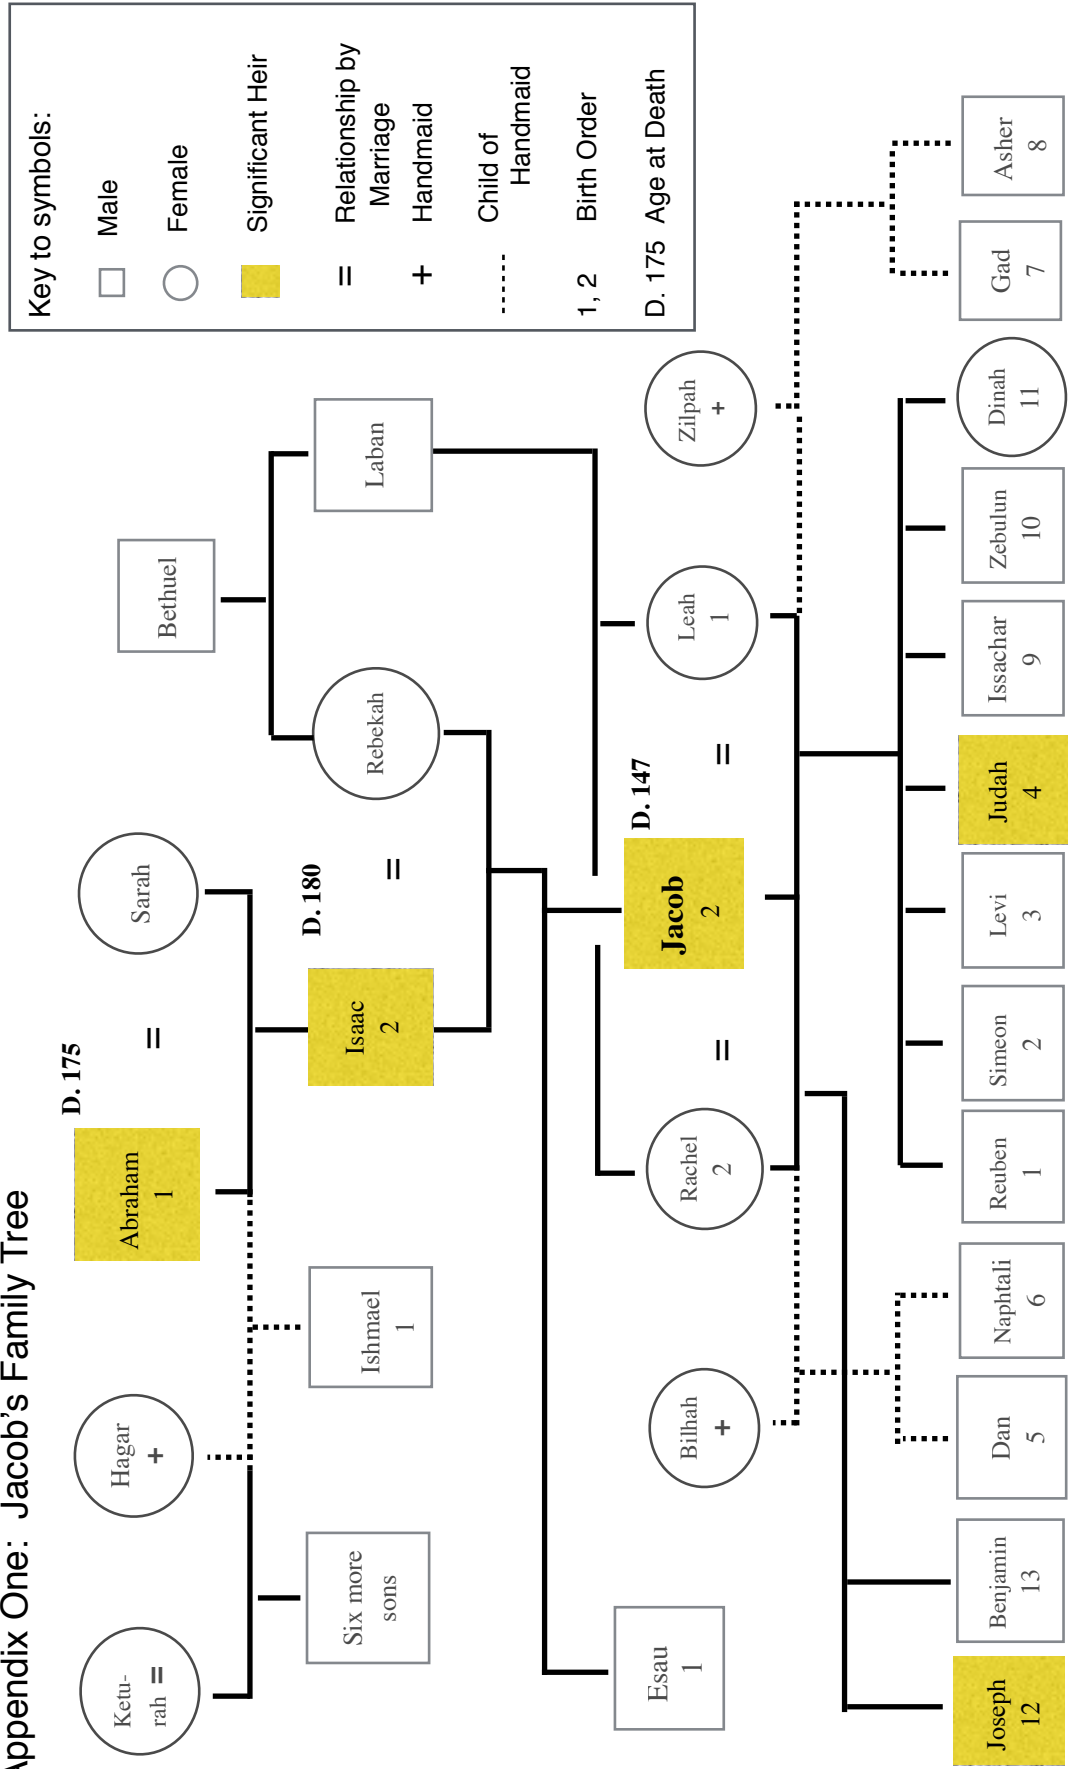 Appendix One:  Jacob's Family Tree
Key to symbols:
Male
Female
Significant Heir
= Relationship by
Marriage
+ Handmaid
Child of
Handmaid
1, 2 Birth Order
D. 175 Age at Death
Ketu-
rah =
Hagar
+
Abraham
1
D. 175
=
Sarah
Bethuel
Six more
sons
Ishmael
1
Isaac
2
D. 180
=
Rebekah
Laban
Esau
1
Bilhah
+
Rachel
2
=
Jacob
2
D. 147
=
Leah
1
Zilpah
+
Joseph
12
Benjamin
13
Dan
5
Naphtali
6
Reuben
1
Simeon
2
Levi
3
Judah
4
Issachar
9
Zebulun
10
Dinah
11
Gad
7
Asher
8